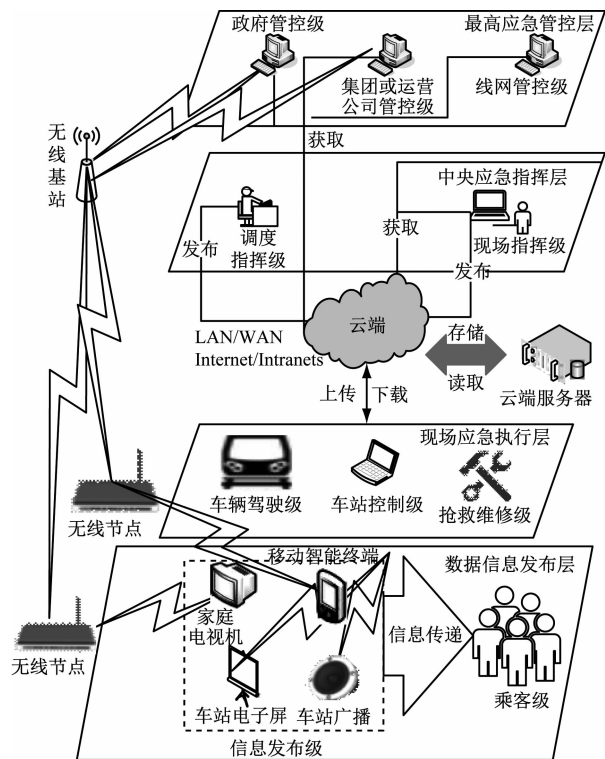 政府管控级
最高应急管控层
集团或运营
公司管控级
线网管控级
无线基站
获取
中央应急指挥层
调度
指挥级
发布
获取
现场指挥级
发布
云端
LAN/WAN
Internet/Intranets
存储
读取
云端服务器
上传
下载
现场应急执行层
车辆驾驶级
车站控制级
抢救维修级
无线节点
移动智能终端
数据信息发布层
家庭
电视机
信息传递
无线节点
车站电子屏
车站广播
乘客级
信息发布级